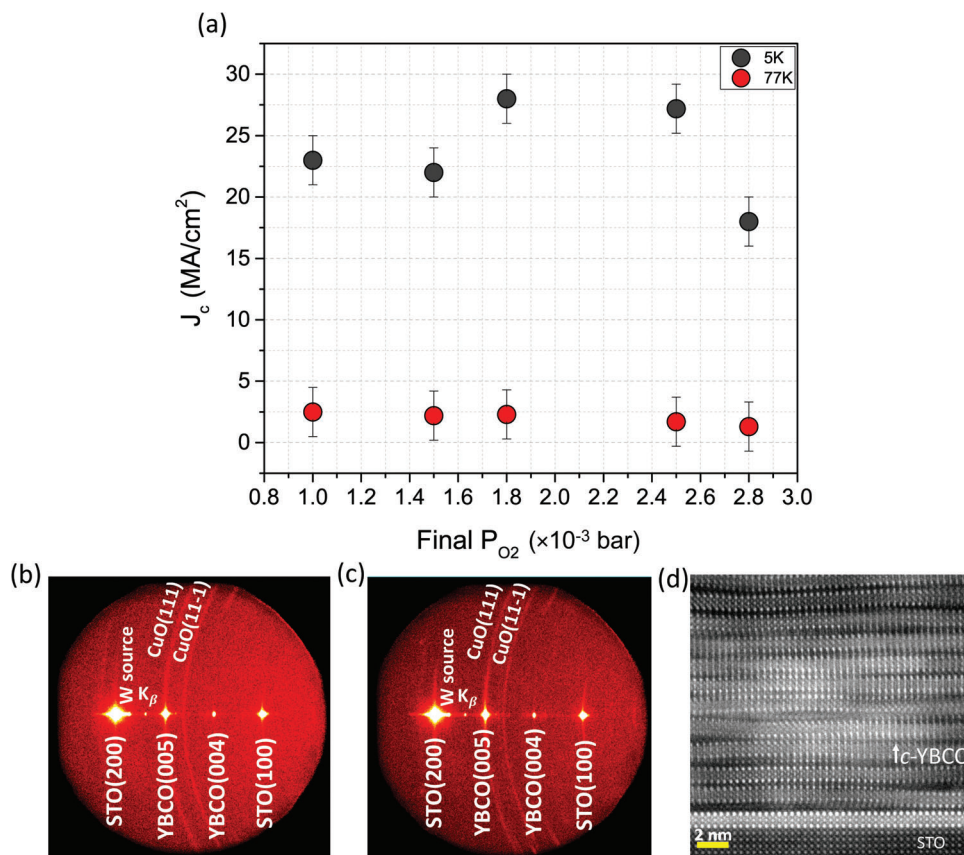 (a)
5K
77K
30
25
20
15
10
5
0
J_c (MA/cm²)
0.8 1.0 1.2 1.4 1.6 1.8 2.0 2.2 2.4 2.6 2.8 3.0
Final P_O2 (×10⁻³ bar)
(b)
CuO(111)
CuO(11-1)
W source
K_β
STO(200)
YBCO(005)
YBCO(004)
STO(100)
(c)
CuO(111)
CuO(11-1)
W source
K_β
STO(200)
YBCO(005)
YBCO(004)
STO(100)
(d)
c-YBCO
2 nm
STO